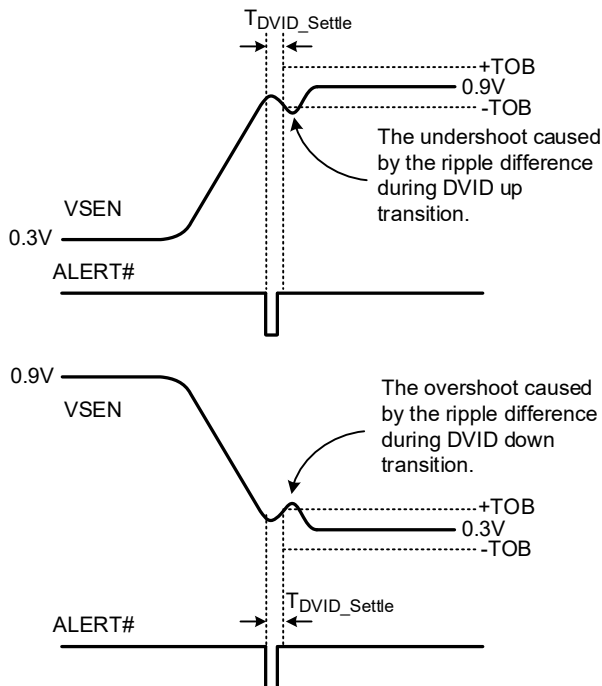 TDVID_Settle
+TOB
0.9V
-TOB
The undershoot caused
by the ripple difference
during DVID up
transition.
VSEN
0.3V
ALERT#
0.9V
VSEN
The overshoot caused
by the ripple difference
during DVID down
transition.
+TOB
0.3V
-TOB
TDVID_Settle
ALERT#